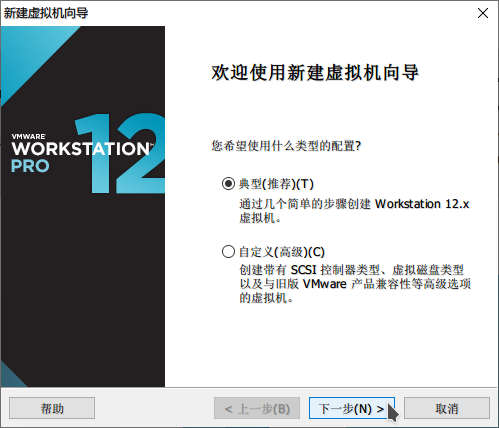 新建虚拟机向导
VMWARE
WORKSTATION™
PRO
12
欢迎使用新建虚拟机向导
您希望使用什么类型的配置?
典型(推荐)(T)
通过几个简单的步骤创建 Workstation 12.x
虚拟机。
自定义(高级)(C)
创建带有 SCSI 控制器类型、虚拟磁盘类型
以及与旧版 VMware 产品兼容性等高级选项
的虚拟机。
帮助
< 上一步(B)
下一步(N) >
取消